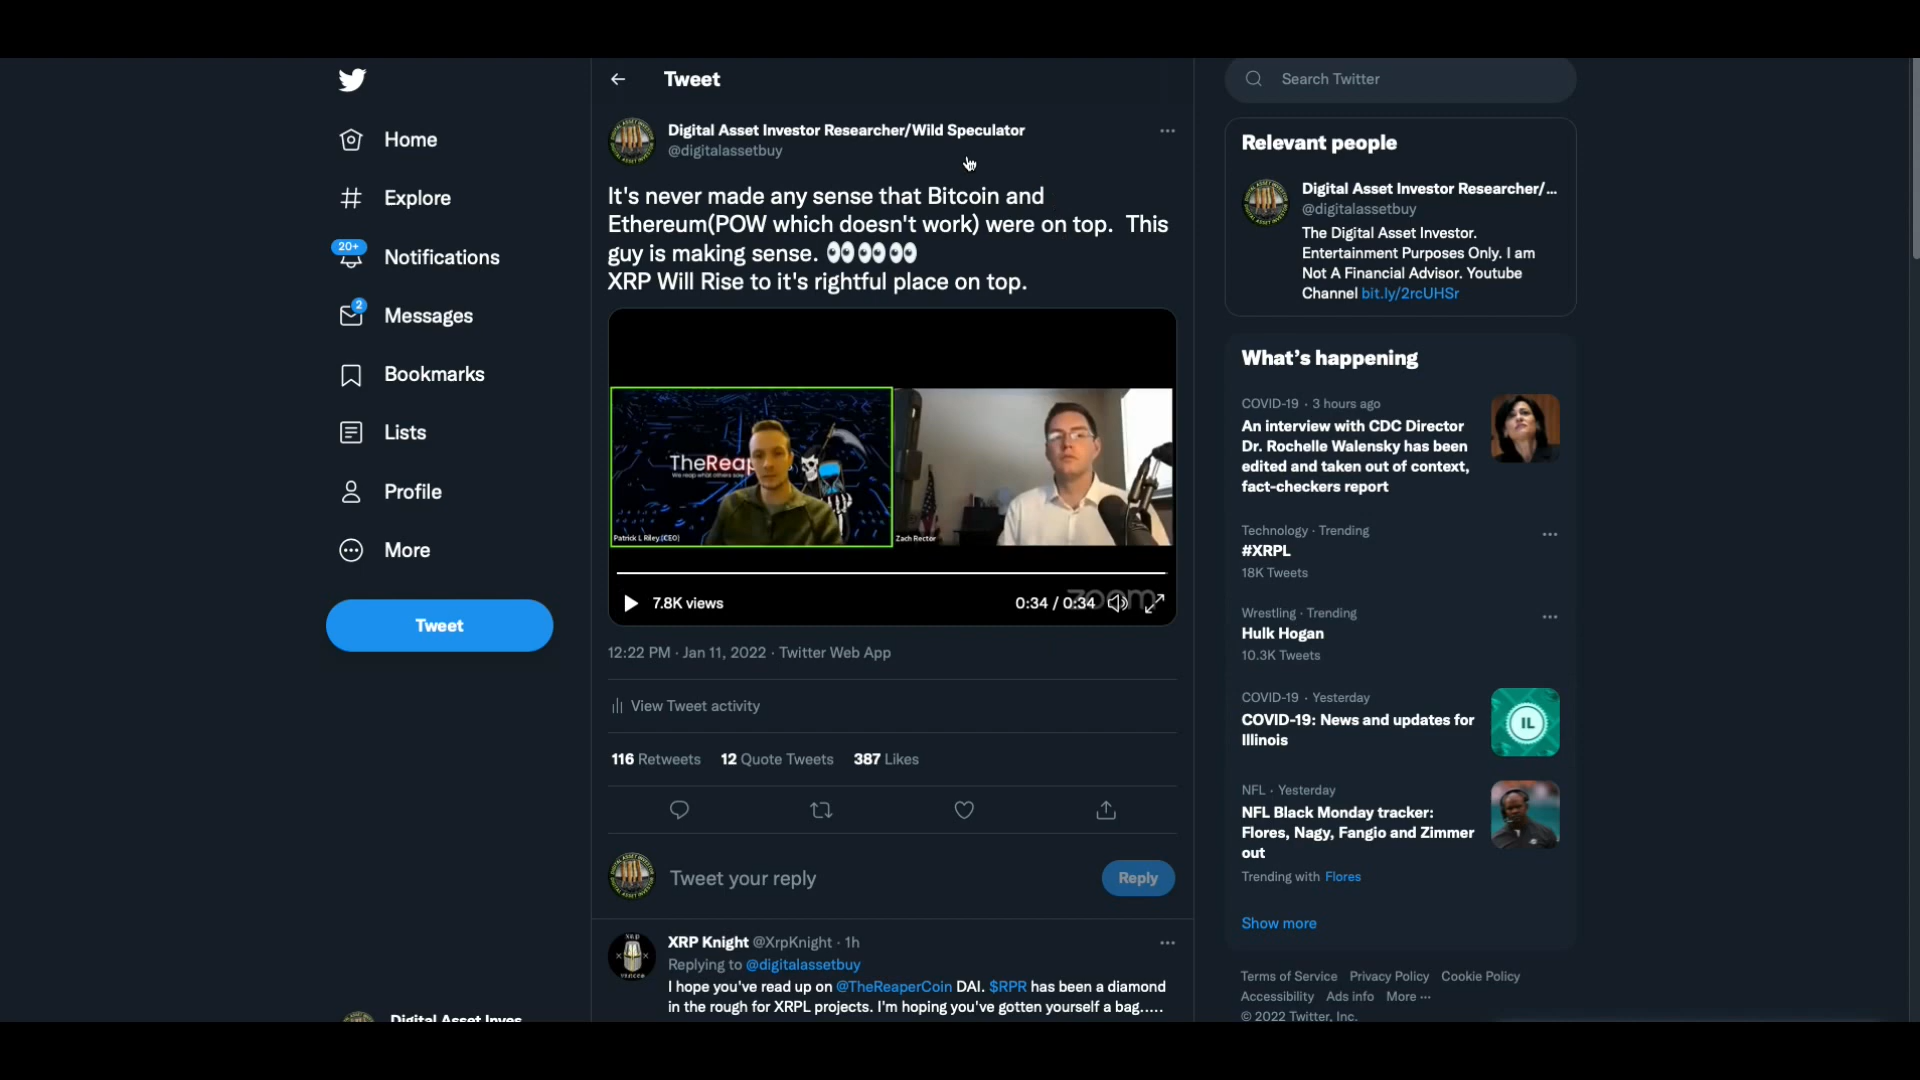 Home
Explore
20+
Notifications
2
Messages
Bookmarks
Lists
Profile
More
Tweet
Digital Asset Inves
Tweet
Digital Asset Investor Researcher/Wild Speculator
@digitalassetbuy
It's never made any sense that Bitcoin and
Ethereum(POW which doesn't work) were on top. This
guy is making sense. 👀👀👀
XRP Will Rise to it's rightful place on top.
TheReap
We reap what others sow
Patrick L Riley (CEO)
Zach Rector
zoom
7.8K views
0:34 / 0:34
12:22 PM · Jan 11, 2022 · Twitter Web App
View Tweet activity
116 Retweets 12 Quote Tweets 387 Likes
Tweet your reply
Reply
XRP Knight @XrpKnight · 1h
Replying to @digitalassetbuy
I hope you've read up on @TheReaperCoin DAI. $RPR has been a diamond
in the rough for XRPL projects. I'm hoping you've gotten yourself a bag.....
Search Twitter
Relevant people
Digital Asset Investor Researcher/...
@digitalassetbuy
The Digital Asset Investor.
Entertainment Purposes Only. I am
Not A Financial Advisor. Youtube
Channel bit.ly/2rcUHSr
What's happening
COVID-19 · 3 hours ago
An interview with CDC Director
Dr. Rochelle Walensky has been
edited and taken out of context,
fact-checkers report
Technology · Trending
#XRPL
18K Tweets
Wrestling · Trending
Hulk Hogan
10.3K Tweets
COVID-19 · Yesterday
COVID-19: News and updates for
Illinois
IL
NFL · Yesterday
NFL Black Monday tracker:
Flores, Nagy, Fangio and Zimmer
out
Trending with Flores
Show more
Terms of Service Privacy Policy Cookie Policy
Accessibility Ads info More ···
© 2022 Twitter, Inc.